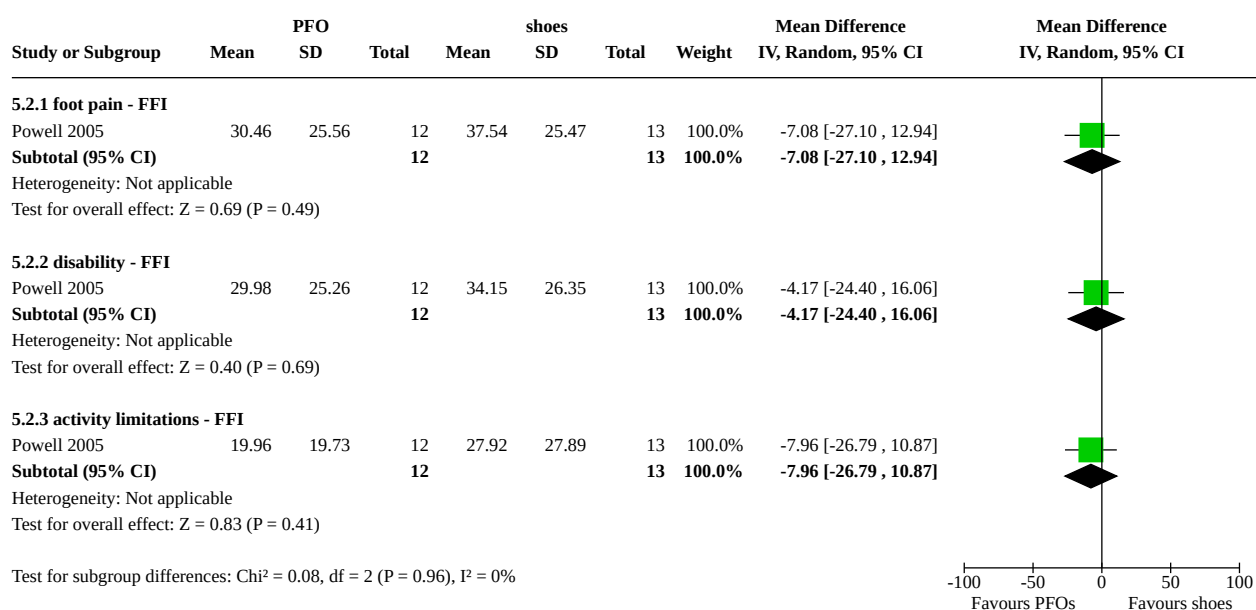 PFO shoes Mean Difference Mean Difference
Study or Subgroup Mean SD Total Mean SD Total Weight IV, Random, 95% CI IV, Random, 95% CI
5.2.1 foot pain - FFI
Powell 2005 30.46 25.56 12 37.54 25.47 13 100.0% -7.08 [-27.10 , 12.94]
Subtotal (95% CI) 12 13 100.0% -7.08 [-27.10 , 12.94]
Heterogeneity: Not applicable
Test for overall effect: Z = 0.69 (P = 0.49)
5.2.2 disability - FFI
Powell 2005 29.98 25.26 12 34.15 26.35 13 100.0% -4.17 [-24.40 , 16.06]
Subtotal (95% CI) 12 13 100.0% -4.17 [-24.40 , 16.06]
Heterogeneity: Not applicable
Test for overall effect: Z = 0.40 (P = 0.69)
5.2.3 activity limitations - FFI
Powell 2005 19.96 19.73 12 27.92 27.89 13 100.0% -7.96 [-26.79 , 10.87]
Subtotal (95% CI) 12 13 100.0% -7.96 [-26.79 , 10.87]
Heterogeneity: Not applicable
Test for overall effect: Z = 0.83 (P = 0.41)
Test for subgroup differences: Chi² = 0.08, df = 2 (P = 0.96), I² = 0%
-100 -50 0 50 100
Favours PFOs Favours shoes